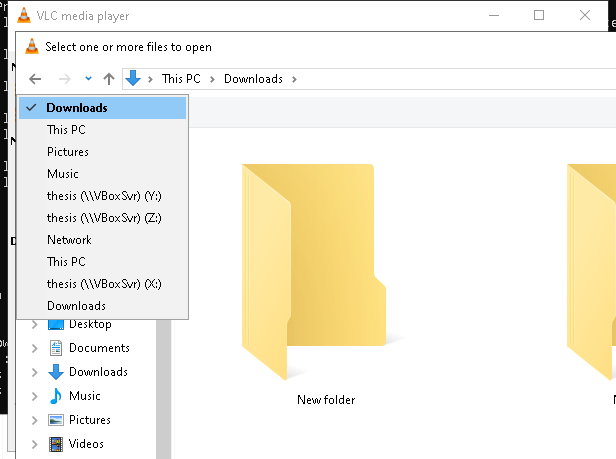 VLC media player
Select one or more files to open
This PC
Downloads
Downloads
This PC
Pictures
Music
thesis (\\VBoxSvr) (Y:)
thesis (\\VBoxSvr) (Z:)
Network
This PC
thesis (\\VBoxSvr) (X:)
Downloads
Desktop
Documents
Downloads
Music
Pictures
Videos
New folder